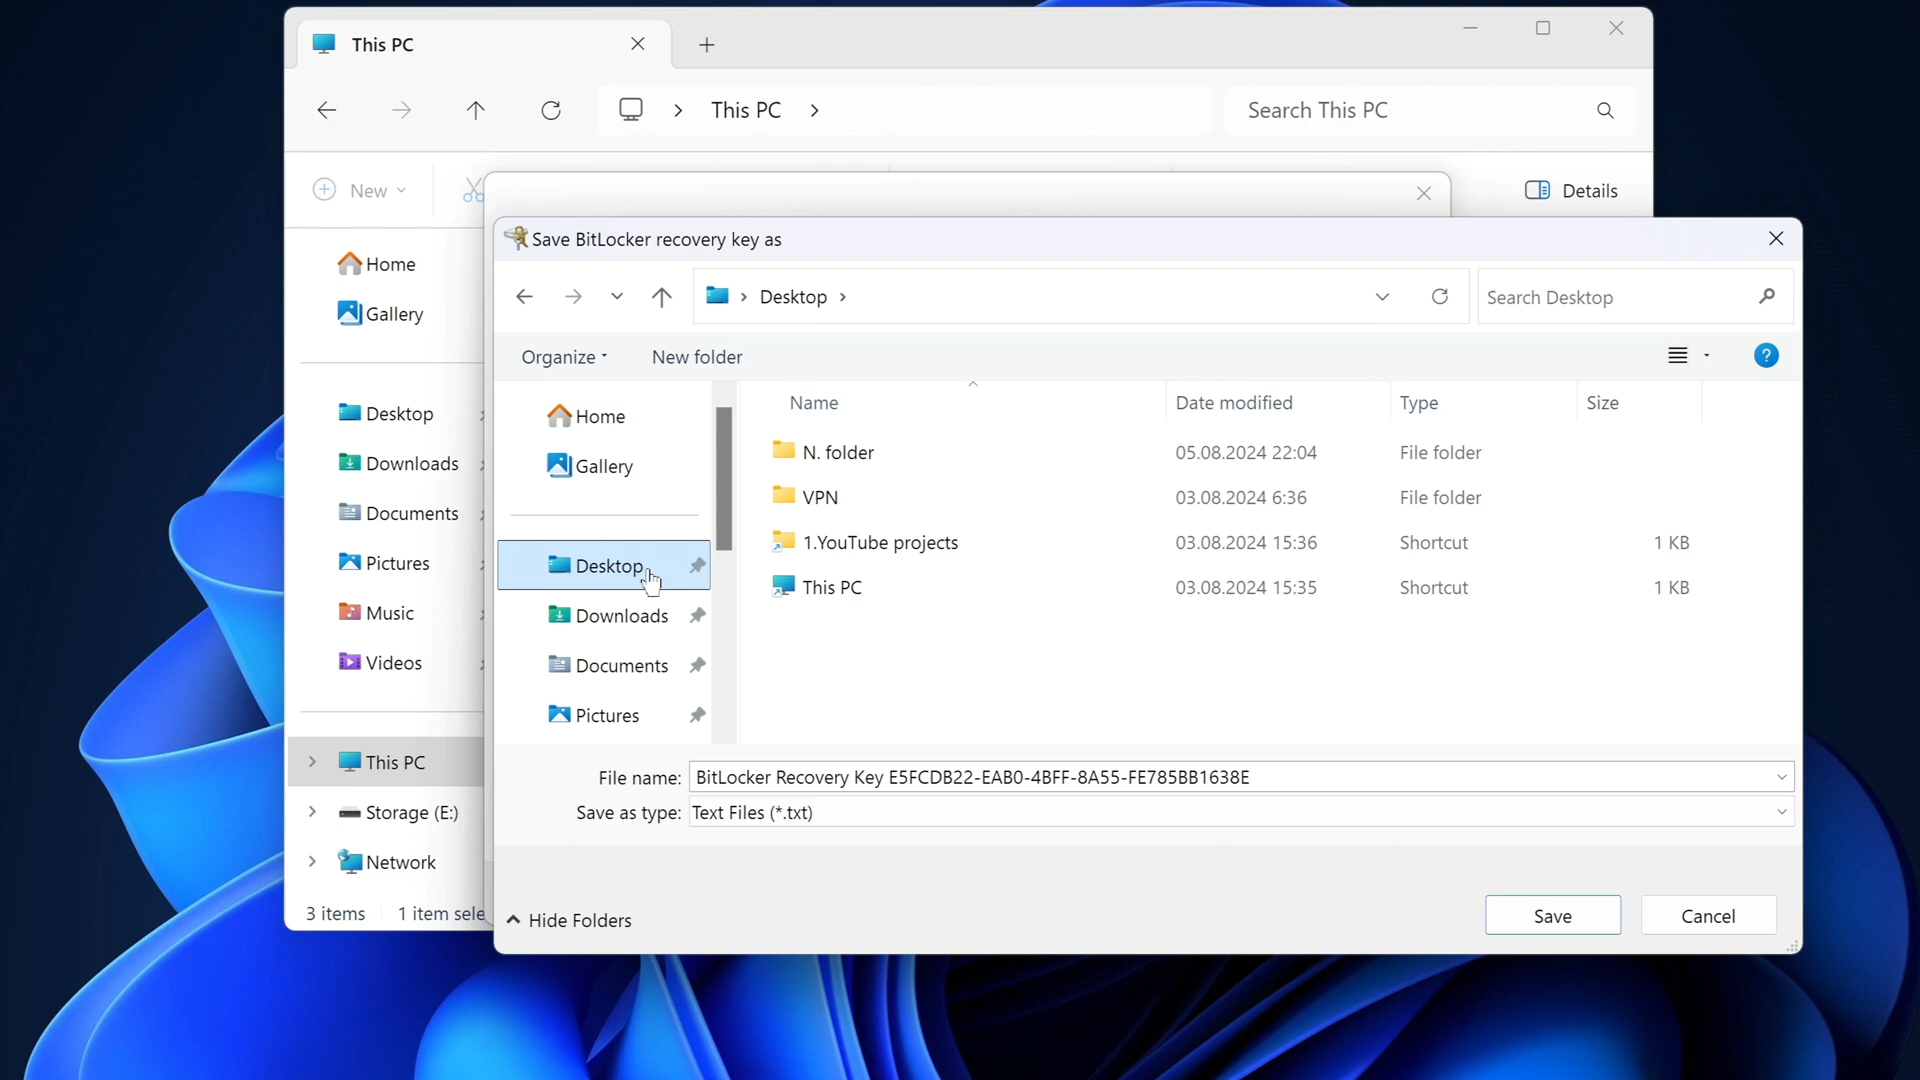 This PC
This PC
Search This PC
New
Details
Home
Gallery
Desktop
Downloads
Documents
Pictures
Music
Videos
This PC
Storage (E:)
Network
3 items 1 item sele
Save BitLocker recovery key as
Desktop
Search Desktop
Organize New folder
?
Home
Gallery
Desktop
Downloads
Documents
Pictures
Name Date modified Type Size
N. folder 05.08.2024 22:04 File folder
VPN 03.08.2024 6:36 File folder
1.YouTube projects 03.08.2024 15:36 Shortcut 1 KB
This PC 03.08.2024 15:35 Shortcut 1 KB
File name: BitLocker Recovery Key E5FCDB22-EAB0-4BFF-8A55-FE785BB1638E
Save as type: Text Files (*.txt)
Hide Folders
Save Cancel